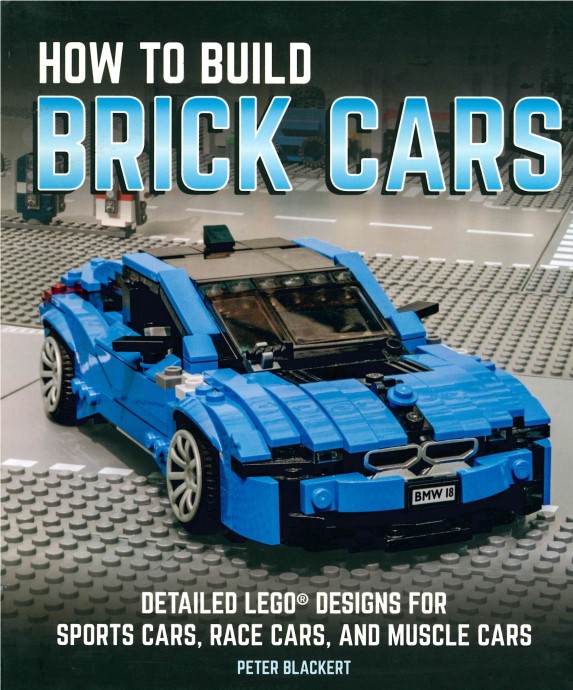 HOW TO BUILD
BRICK CARS
BMW I8
DETAILED LEGO® DESIGNS FOR
SPORTS CARS, RACE CARS, AND MUSCLE CARS
PETER BLACKERT